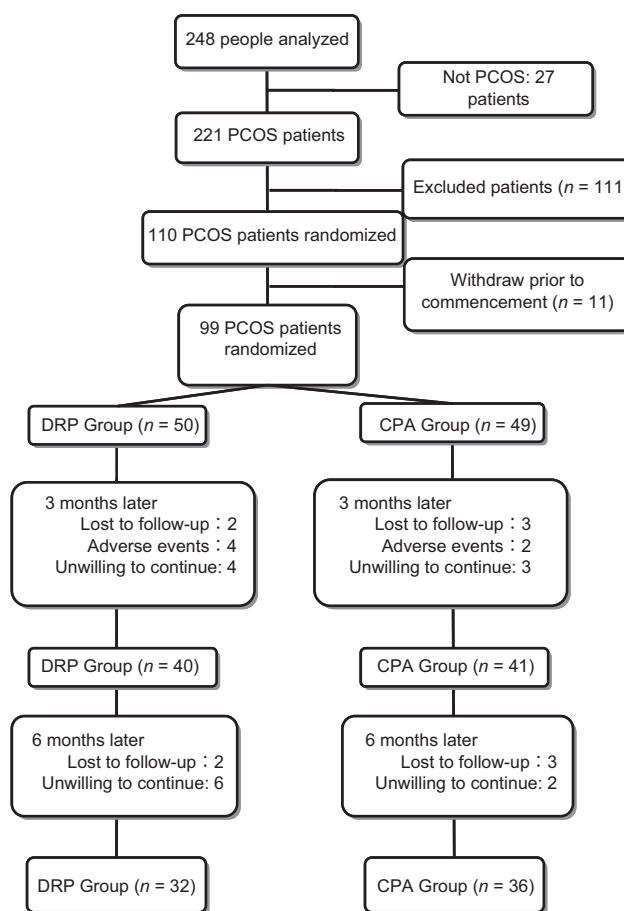 248 people analyzed
Not PCOS: 27
patients
221 PCOS patients
Excluded patients (n = 111
110 PCOS patients randomized
Withdraw prior to
commencement (n = 11)
99 PCOS patients
randomized
DRP Group (n = 50)
CPA Group (n = 49)
3 months later
Lost to follow-up：2
Adverse events：4
Unwilling to continue: 4
3 months later
Lost to follow-up：3
Adverse events：2
Unwilling to continue: 3
DRP Group (n = 40)
CPA Group (n = 41)
6 months later
Lost to follow-up：2
Unwilling to continue: 6
6 months later
Lost to follow-up：3
Unwilling to continue: 2
DRP Group (n = 32)
CPA Group (n = 36)